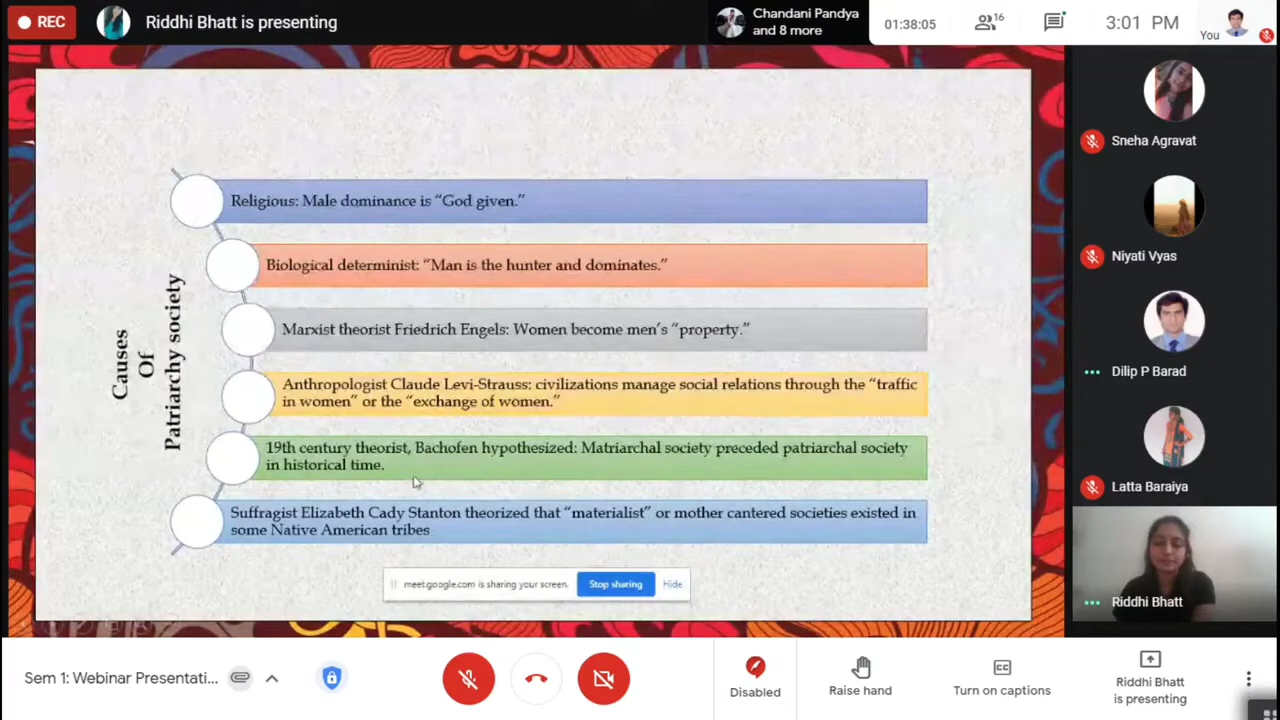 REC
Riddhi Bhatt is presenting
Chandani Pandya
and 8 more
01:38:05
16
3:01 PM
You
Causes
Of
Patriarchy society
Religious: Male dominance is “God given.”
Biological determinist: “Man is the hunter and dominates.”
Marxist theorist Friedrich Engels: Women become men’s “property.”
Anthropologist Claude Levi-Strauss: civilizations manage social relations through the “traffic
in women” or the “exchange of women.”
19th century theorist, Bachofen hypothesized: Matriarchal society preceded patriarchal society
in historical time.
Suffragist Elizabeth Cady Stanton theorized that “materialist” or mother cantered societies existed in
some Native American tribes
meet.google.com is sharing your screen.
Stop sharing
Hide
Sneha Agravat
Niyati Vyas
Dilip P Barad
Latta Baraiya
Riddhi Bhatt
Sem 1: Webinar Presentati...
Disabled
Raise hand
CC
Turn on captions
Riddhi Bhatt
is presenting